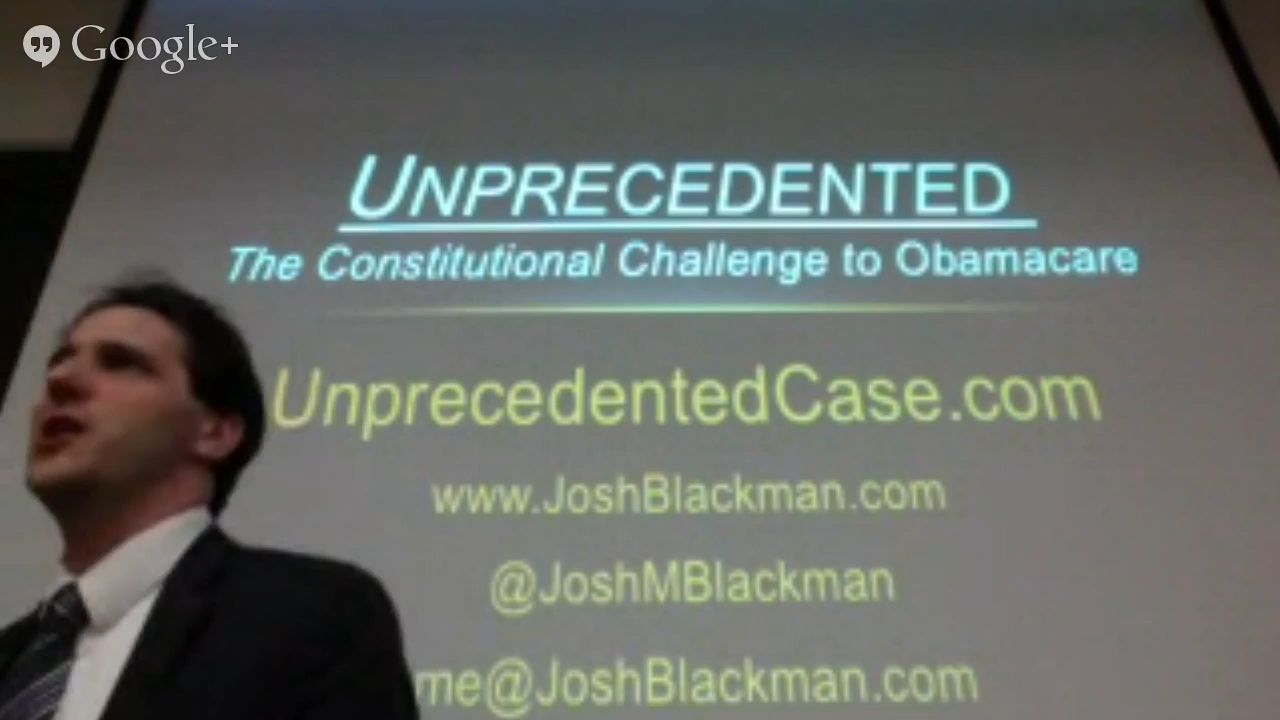 Google+
UNPRECEDENTED
The Constitutional Challenge to Obamacare
UnprecedentedCase.com
www.JoshBlackman.com
@JoshMBlackman
me@JoshBlackman.com